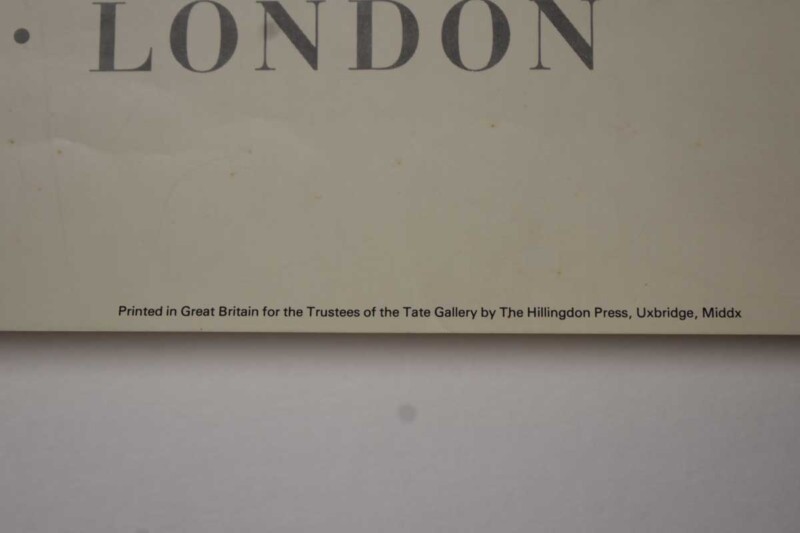 · LONDON
Printed in Great Britain for the Trustees of the Tate Gallery by The Hillingdon Press, Uxbridge, Middx